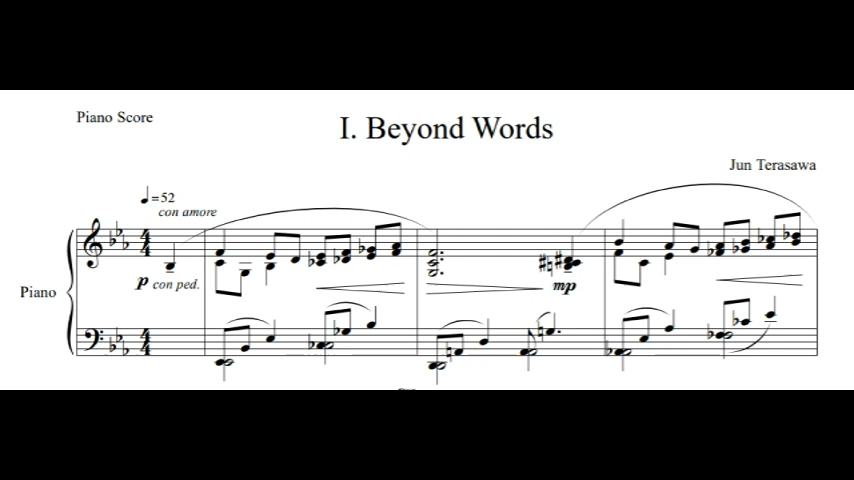 Piano Score
I. Beyond Words
Jun Terasawa
=52
con amore
p con ped.
mp
Piano